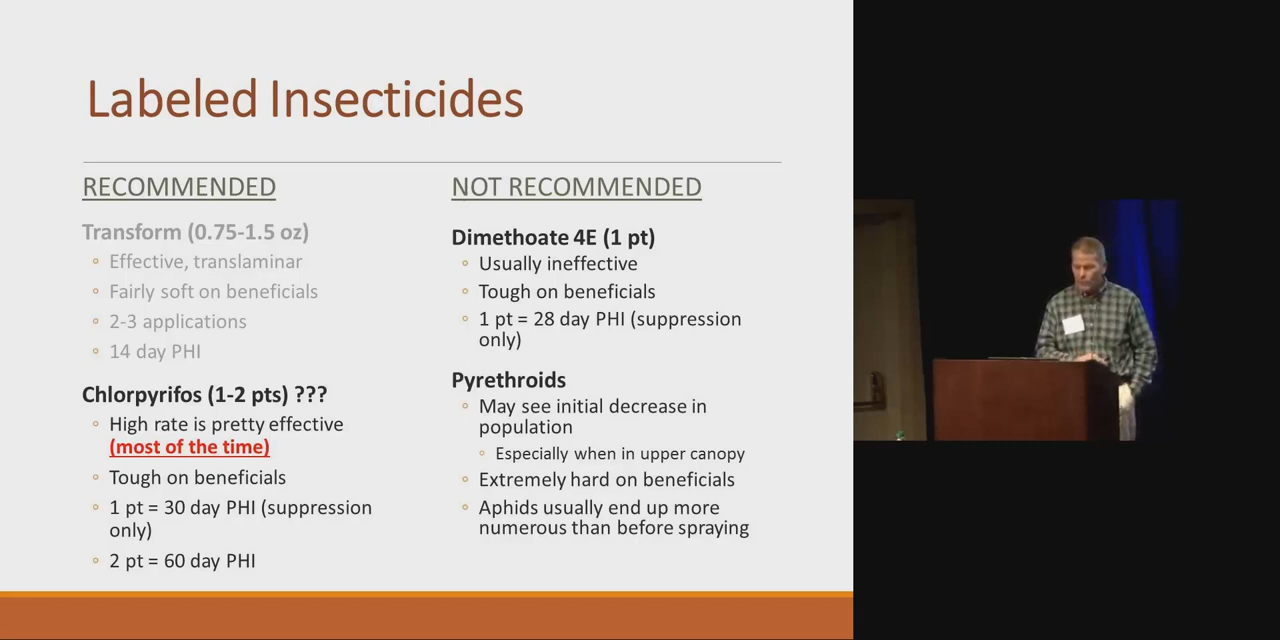 Labeled Insecticides
RECOMMENDED
Transform (0.75-1.5 oz)
Effective, translaminar
Fairly soft on beneficials
2-3 applications
14 day PHI
Chlorpyrifos (1-2 pts) ???
High rate is pretty effective
(most of the time)
Tough on beneficials
1 pt = 30 day PHI (suppression
only)
2 pt = 60 day PHI
NOT RECOMMENDED
Dimethoate 4E (1 pt)
Usually ineffective
Tough on beneficials
1 pt = 28 day PHI (suppression
only)
Pyrethroids
May see initial decrease in
population
Especially when in upper canopy
Extremely hard on beneficials
Aphids usually end up more
numerous than before spraying